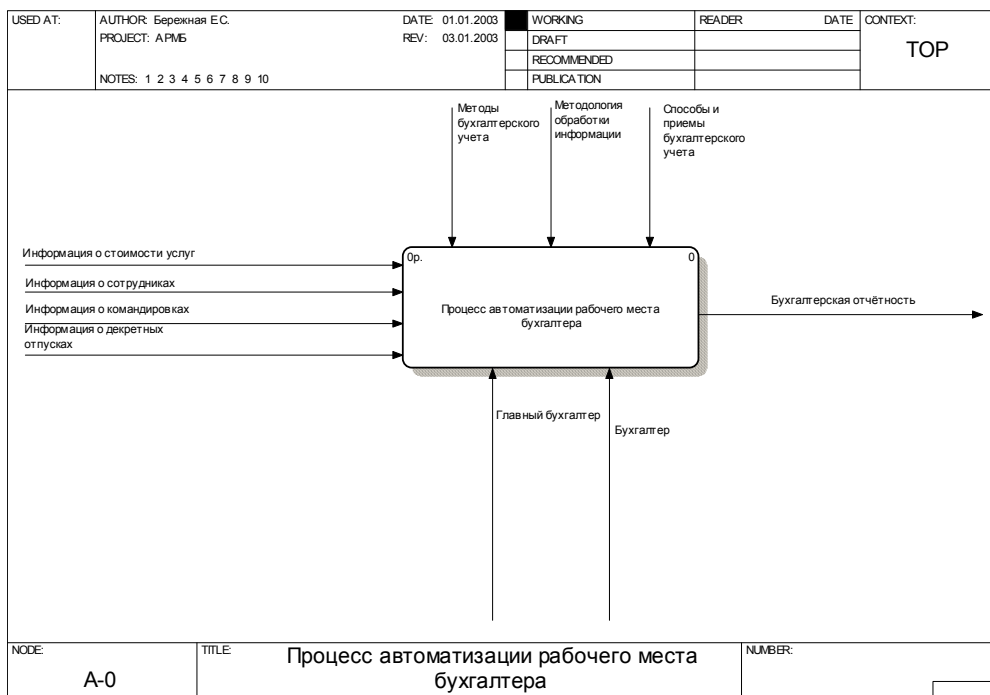 USED AT:
AUTHOR: Бережная Е.С.
DATE: 01.01.2003
WORKING
READER
DATE
CONTEXT:
PROJECT: АРМБ
REV: 03.01.2003
DRAFT
TOP
RECOMMENDED
NOTES: 1 2 3 4 5 6 7 8 9 10
PUBLICATION
Методы
бухгалтерского
учета
Методология
обработки
информации
Способы и
приемы
бухгалтерского
учета
Информация о стоимости услуг
Информация о сотрудниках
Информация о командировках
Информация о декретных
отпусках
0р.
0
Процесс автоматизации рабочего места
бухгалтера
Бухгалтерская отчётность
Главный бухгалтер
Бухгалтер
NODE:
A-0
TITLE:
Процесс автоматизации рабочего места
бухгалтера
NUMBER: